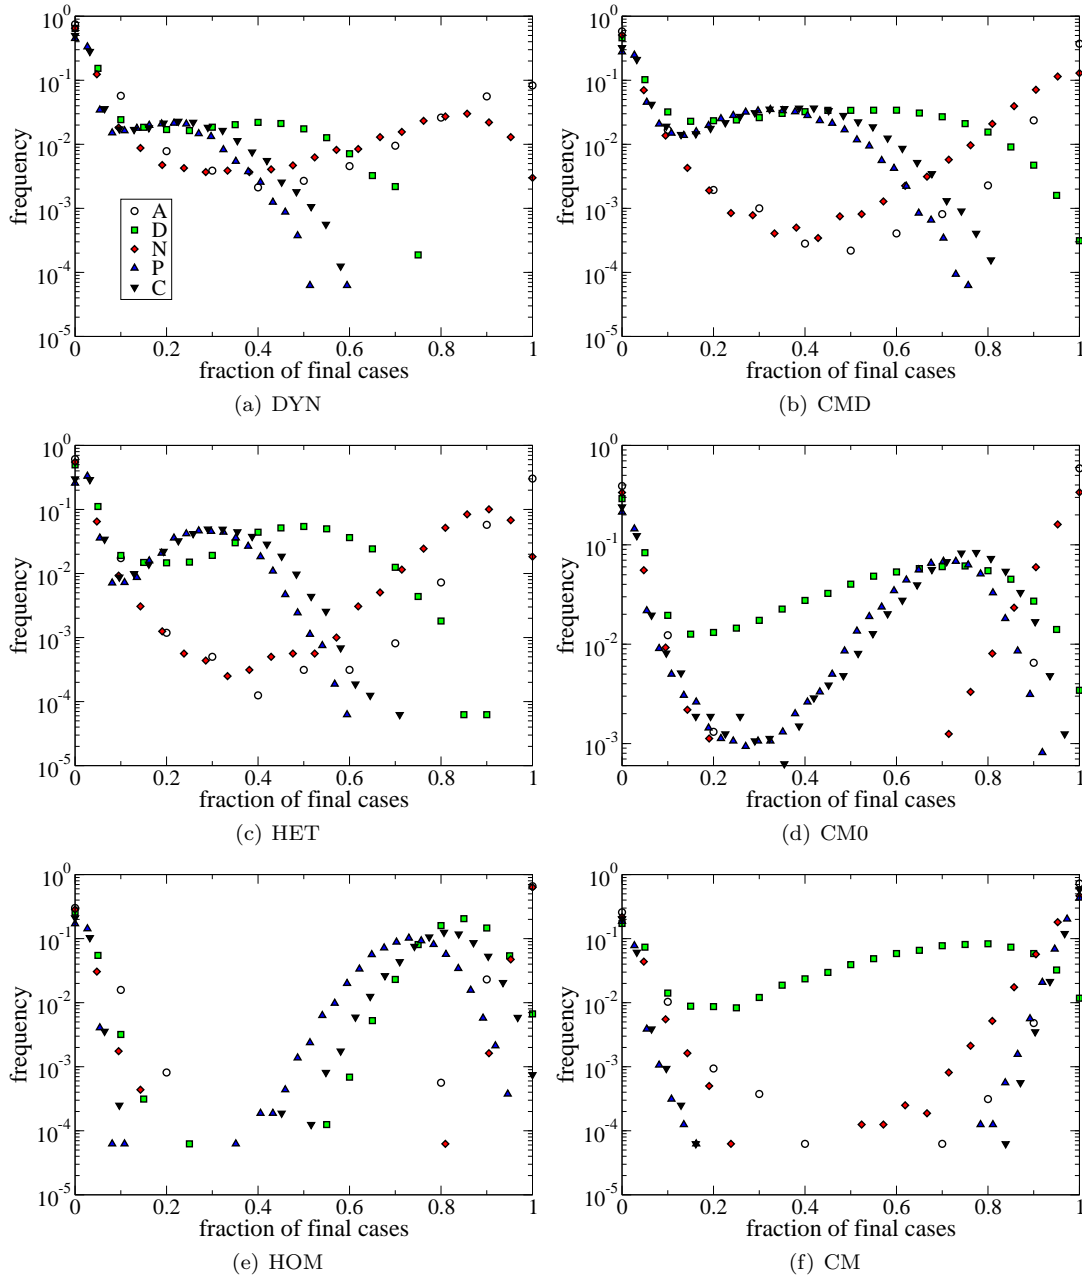 10^0
10^-1
10^-2
10^-3
10^-4
10^-5
frequency
A
D
N
P
C
0 0.2 0.4 0.6 0.8 1
fraction of final cases
(a) DYN
10^0
10^-1
10^-2
10^-3
10^-4
10^-5
frequency
0 0.2 0.4 0.6 0.8 1
fraction of final cases
(b) CMD
10^0
10^-1
10^-2
10^-3
10^-4
10^-5
frequency
0 0.2 0.4 0.6 0.8 1
fraction of final cases
(c) HET
10^0
10^-1
10^-2
10^-3
frequency
0 0.2 0.4 0.6 0.8 1
fraction of final cases
(d) CM0
10^0
10^-1
10^-2
10^-3
10^-4
10^-5
frequency
0 0.2 0.4 0.6 0.8 1
fraction of final cases
(e) HOM
10^0
10^-1
10^-2
10^-3
10^-4
10^-5
frequency
0 0.2 0.4 0.6 0.8 1
fraction of final cases
(f) CM